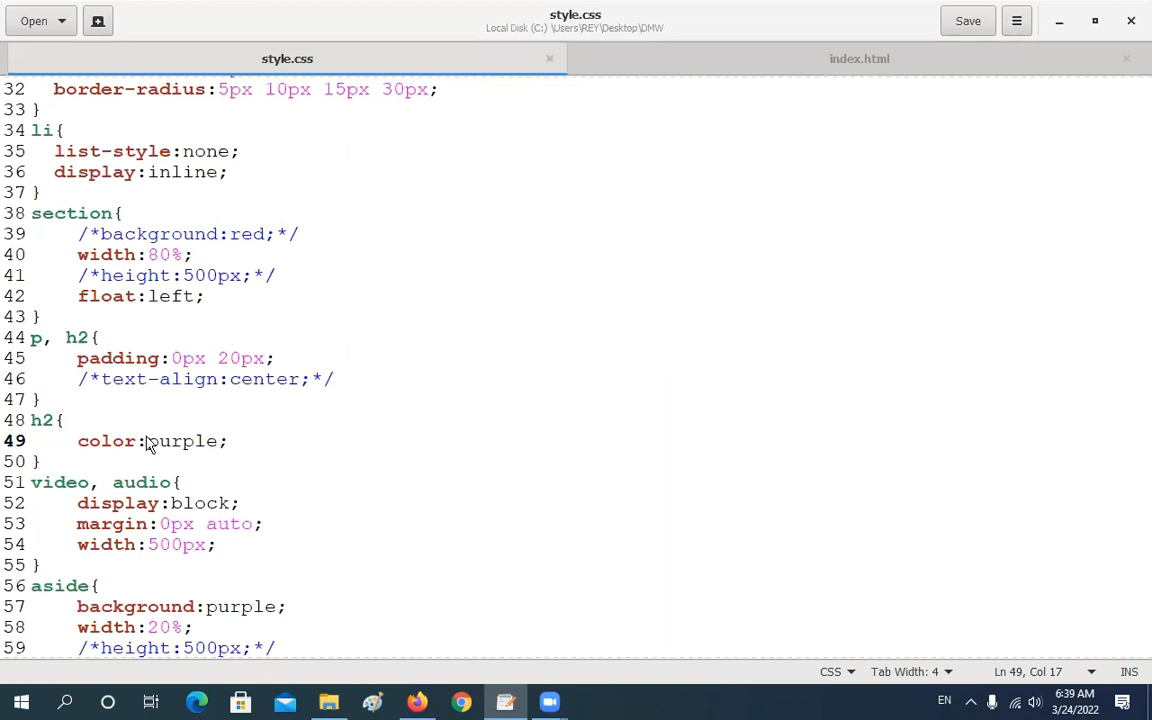 Open
style.css
Local Disk (C:) \Users\REY\Desktop\DMW
Save
style.css
index.html
32 border-radius:5px 10px 15px 30px;
33 }
34 li{
35 list-style:none;
36 display:inline;
37 }
38 section{
39 /*background:red;*/
40 width:80%;
41 /*height:500px;*/
42 float:left;
43 }
44 p, h2{
45 padding:0px 20px;
46 /*text-align:center;*/
47 }
48 h2{
49 color:purple;
50 }
51 video, audio{
52 display:block;
53 margin:0px auto;
54 width:500px;
55 }
56 aside{
57 background:purple;
58 width:20%;
59 /*height:500px;*/
CSS Tab Width: 4 Ln 49, Col 17 INS
EN
6:39 AM
3/24/2022